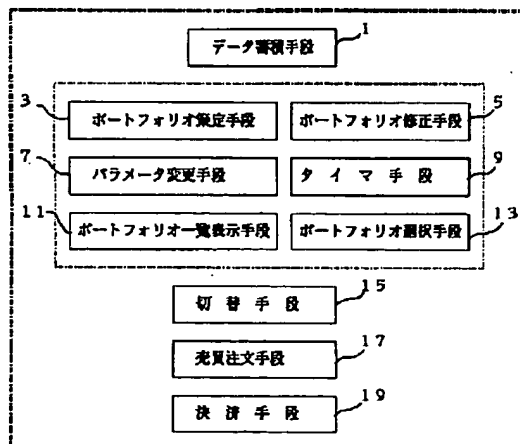 データ蓄積手段 1
3 ポートフォリオ策定手段 ポートフォリオ修正手段 5
7 パラメータ変更手段 タイマ手段 9
11 ポートフォリオ一覧表示手段 ポートフォリオ選択手段 13
切替手段 15
売買注文手段 17
決済手段 19